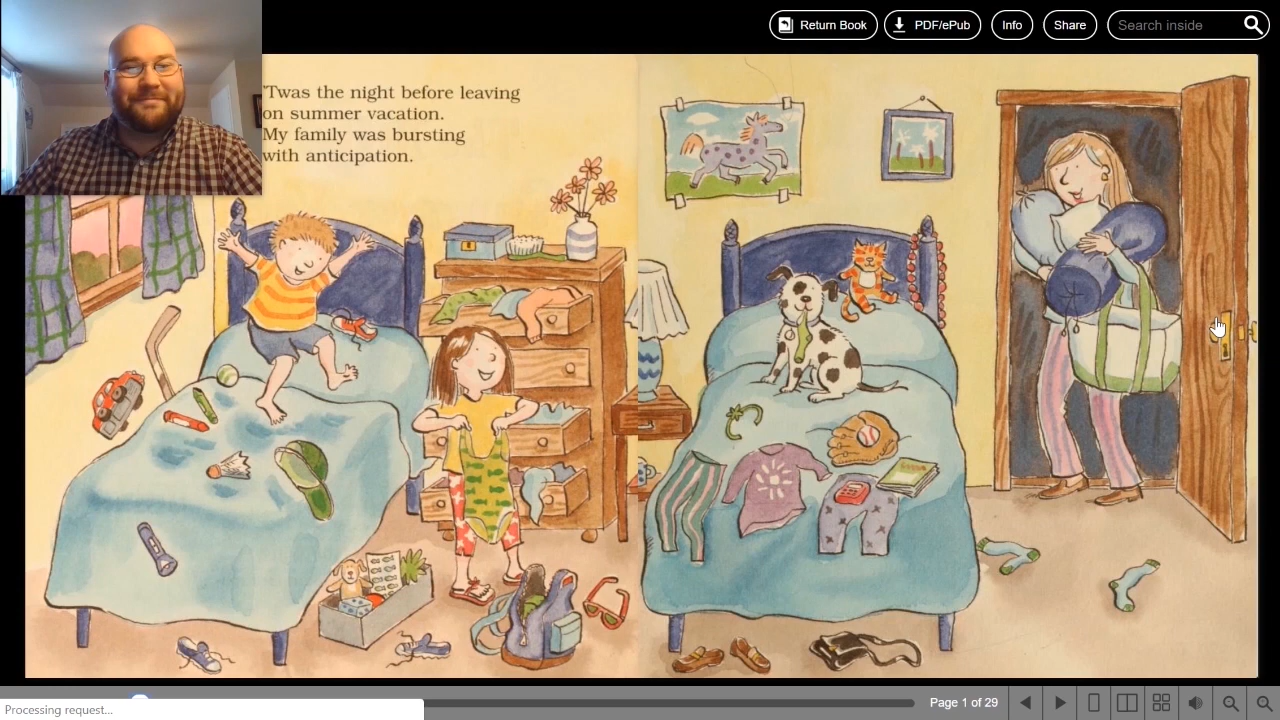 Return Book PDF/ePub Info Share Search inside
'Twas the night before leaving
on summer vacation.
My family was bursting
with anticipation.
Page 1 of 29
Processing request...